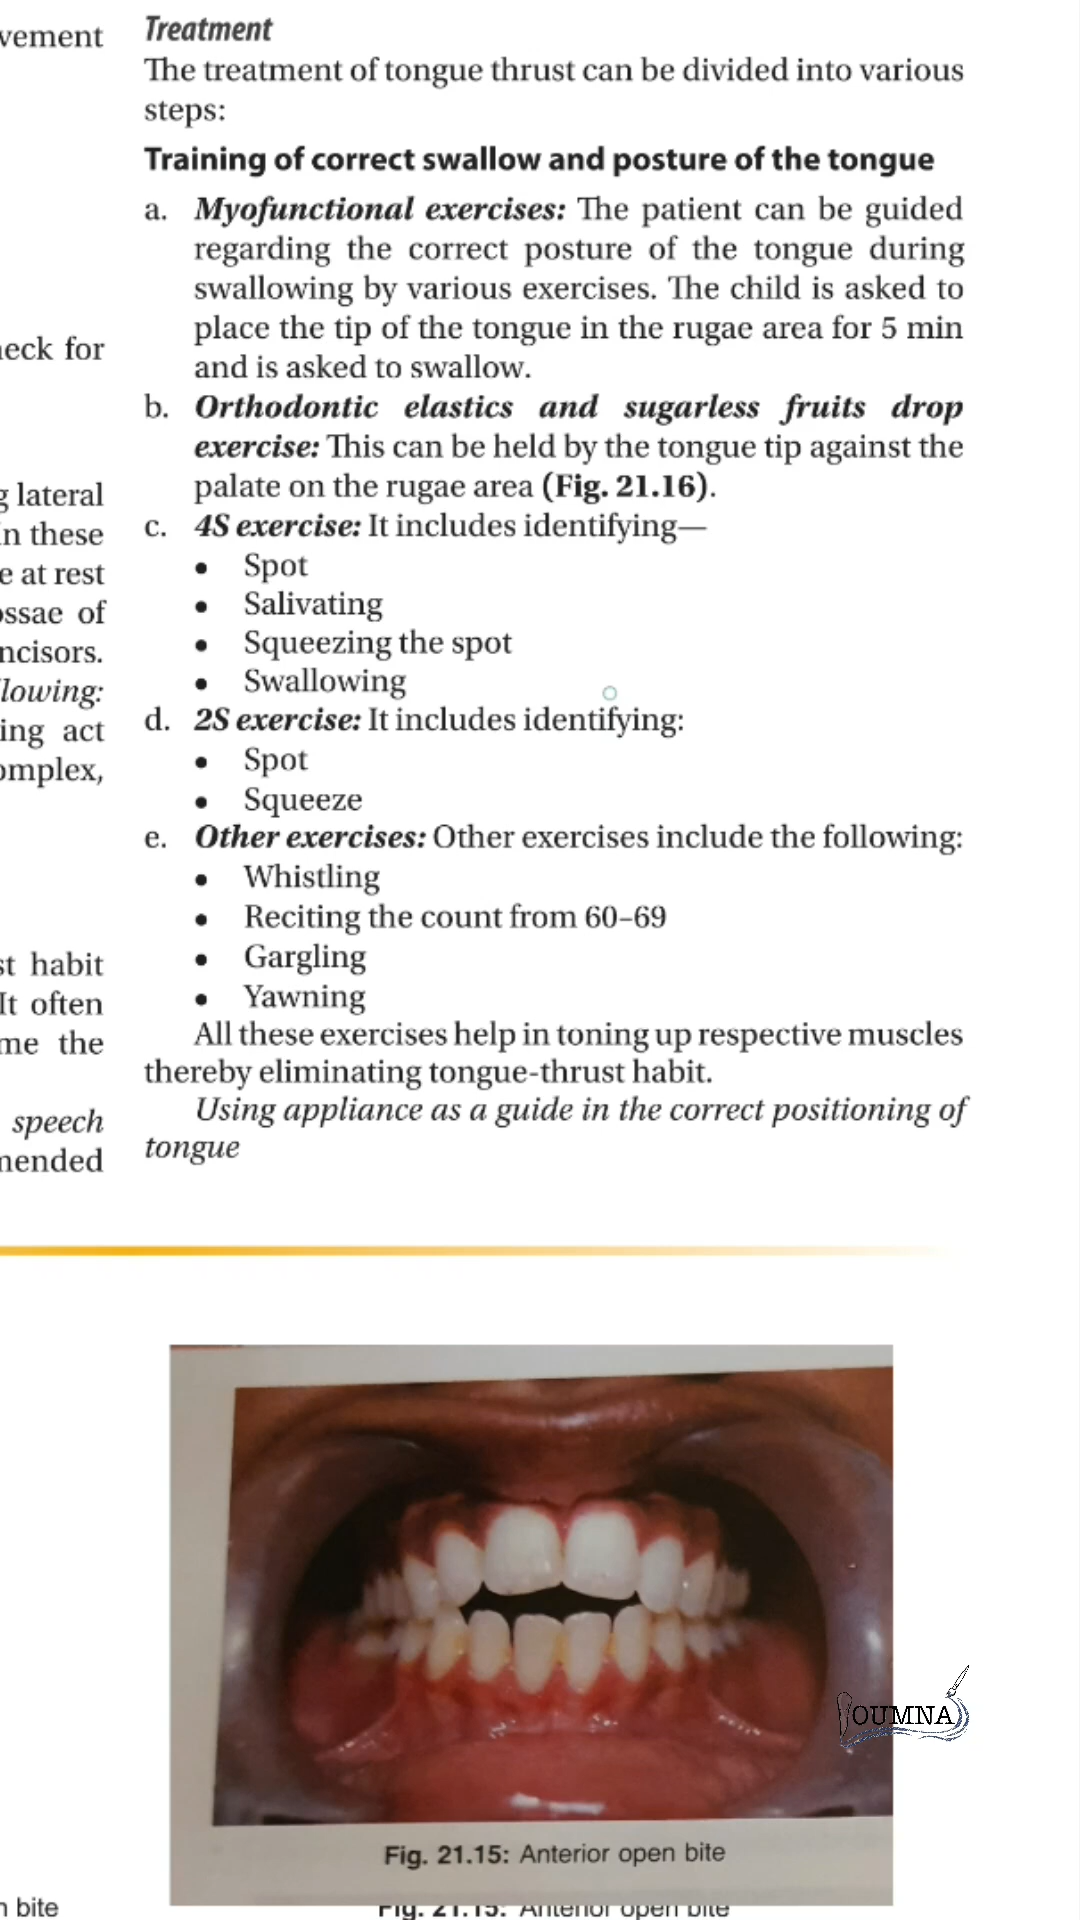 vement
heck for
g lateral
In these
e at rest
ossae of
ncisors.
lowing:
ing act
omplex,
st habit
It often
me the
speech
mended
Treatment
The treatment of tongue thrust can be divided into various
steps:
Training of correct swallow and posture of the tongue
a. Myofunctional exercises: The patient can be guided
regarding the correct posture of the tongue during
swallowing by various exercises. The child is asked to
place the tip of the tongue in the rugae area for 5 min
and is asked to swallow.
b. Orthodontic elastics and sugarless fruits drop
exercise: This can be held by the tongue tip against the
palate on the rugae area (Fig. 21.16).
c. 4S exercise: It includes identifying—
• Spot
• Salivating
• Squeezing the spot
• Swallowing
d. 2S exercise: It includes identifying:
• Spot
• Squeeze
e. Other exercises: Other exercises include the following:
• Whistling
• Reciting the count from 60–69
• Gargling
• Yawning
All these exercises help in toning up respective muscles
thereby eliminating tongue-thrust habit.
Using appliance as a guide in the correct positioning of
tongue
OUMNA
Fig. 21.15: Anterior open bite
n bite
Fig. 21.15: Anterior open bite